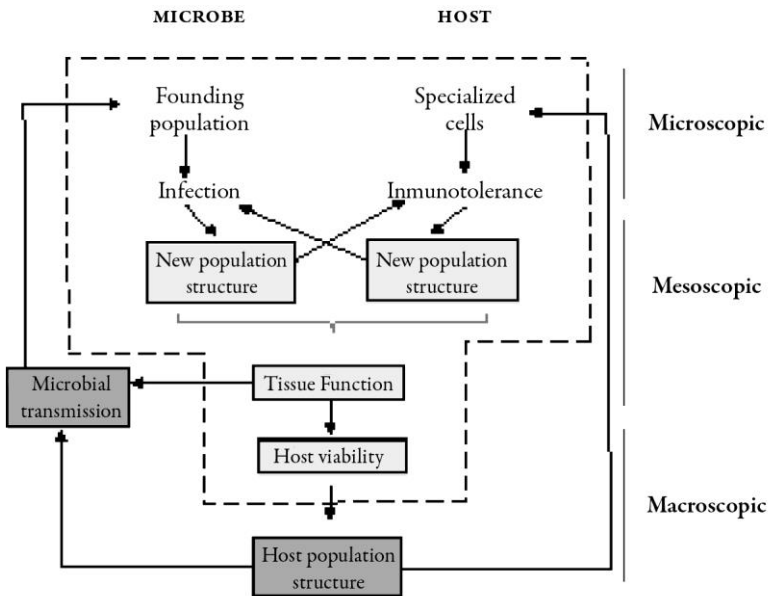 MICROBE HOST
Founding
population
Specialized
cells
Microscopic
Infection
Inmunotolerance
New population
structure
New population
structure
Mesoscopic
Microbial
transmission
Tissue Function
Host viability
Macroscopic
Host population
structure